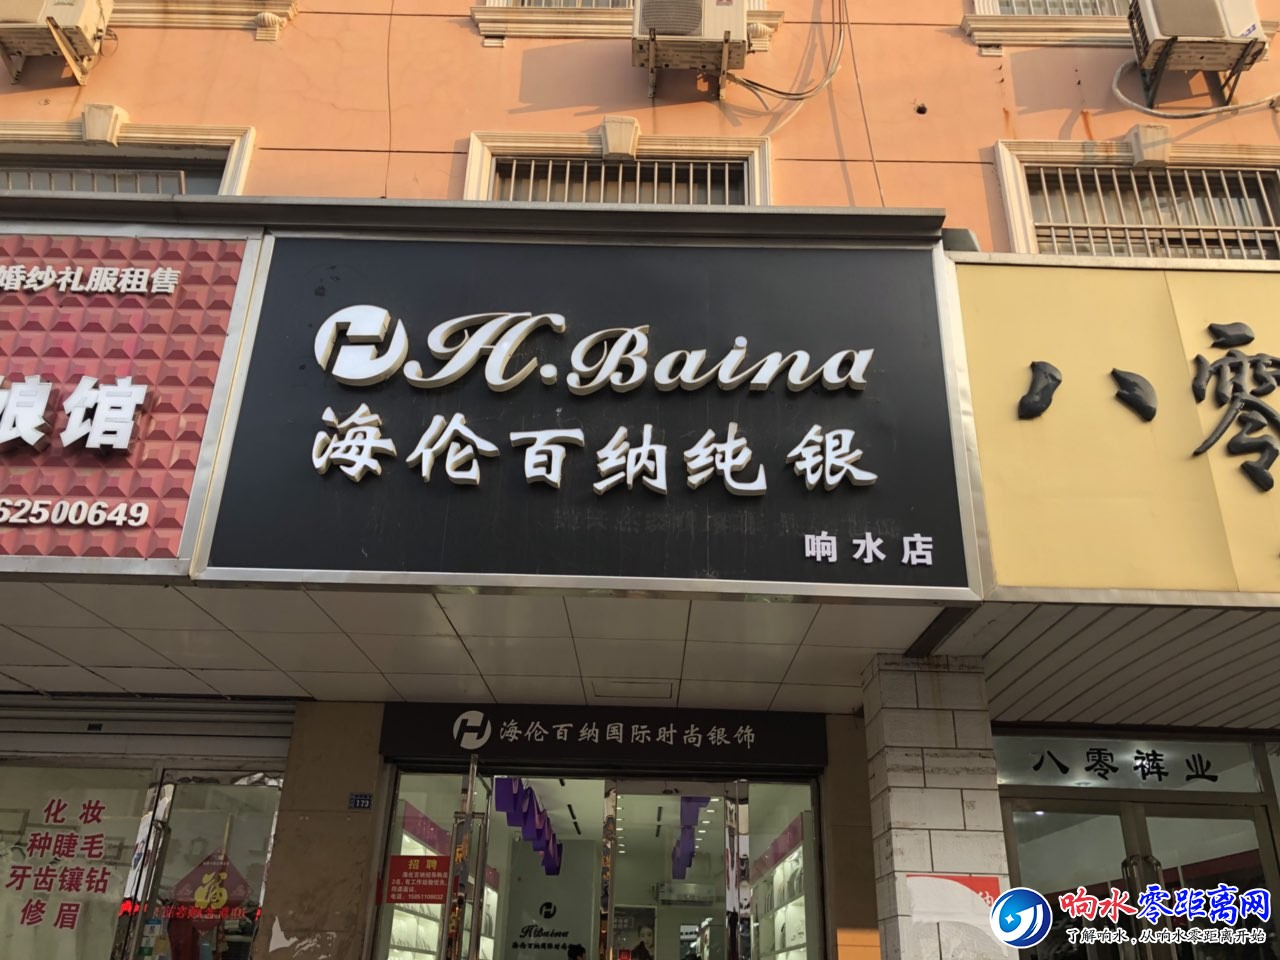 婚纱礼服租售
娘馆
62500649
H.Baina
海伦百纳纯银
响水店
八零
海伦百纳国际时尚银饰
八零裤业
173
化妆
种睫毛
牙齿镶钻
修眉
福
招聘
H.Baina
响水零距离网
了解响水,从响水零距离开始